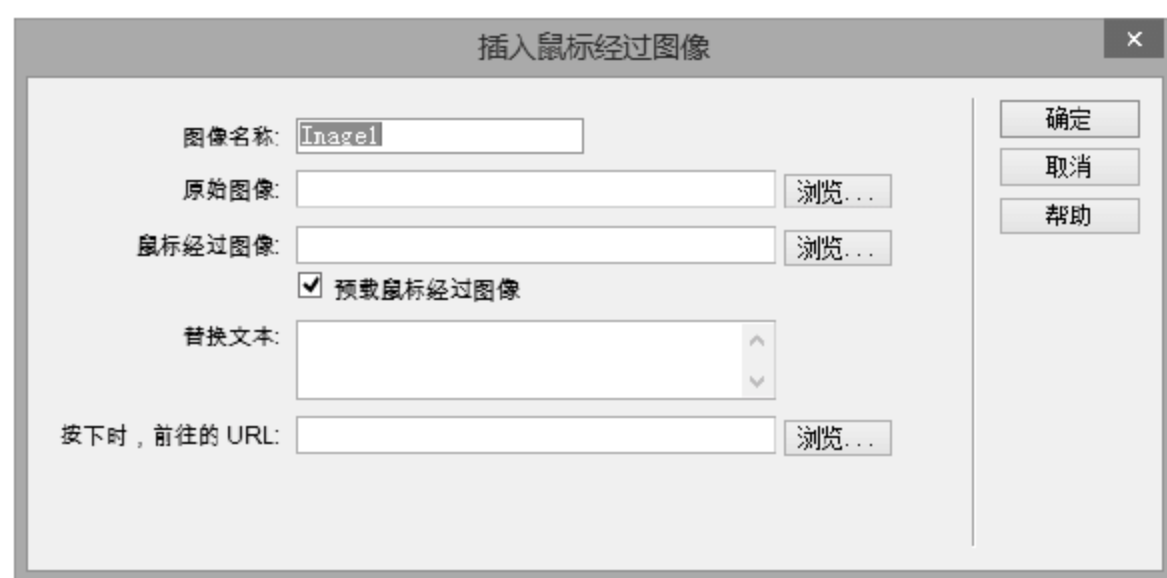 插入鼠标经过图像
×
图像名称: Inage1
确定
原始图像: 浏览...
取消
鼠标经过图像: 浏览...
帮助
预载鼠标经过图像
替换文本:
按下时，前往的 URL: 浏览...